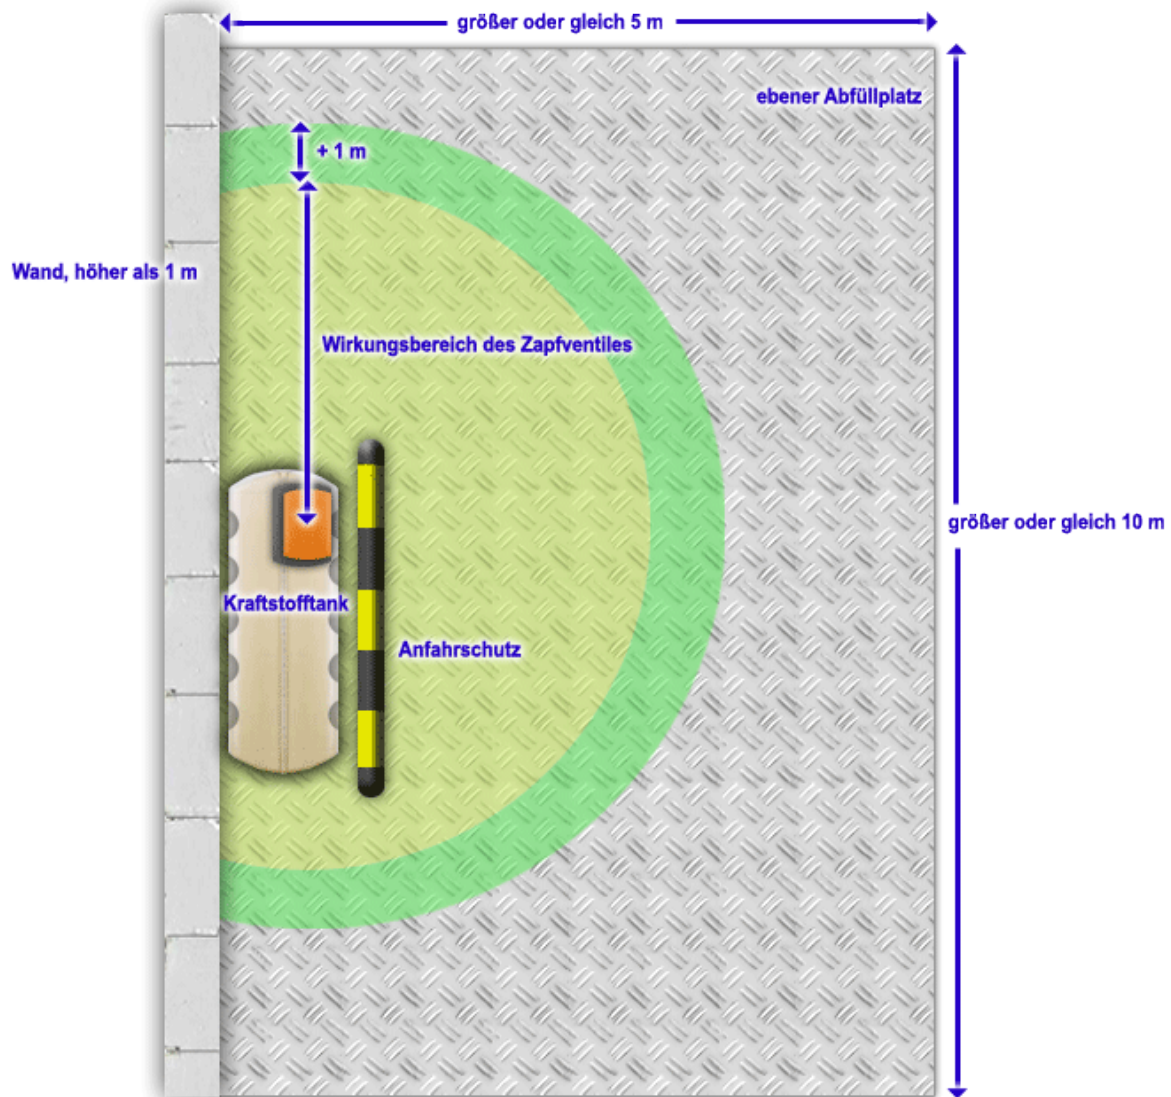 größer oder gleich 5 m
ebener Abfüllplatz
+ 1 m
Wand, höher als 1 m
Wirkungsbereich des Zapfventiles
größer oder gleich 10 m
Kraftstofftank
Anfahrschutz